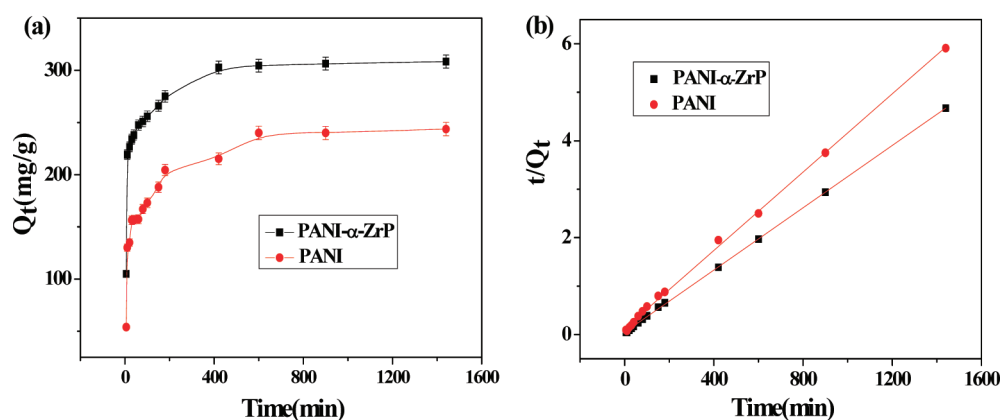 (a)
Qt(mg/g)
300
200
100
PANI-α-ZrP
PANI
0 400 800 1200 1600
Time(min)
(b)
t/Qt
6
4
2
0
PANI-α-ZrP
PANI
0 400 800 1200 1600
Time(min)